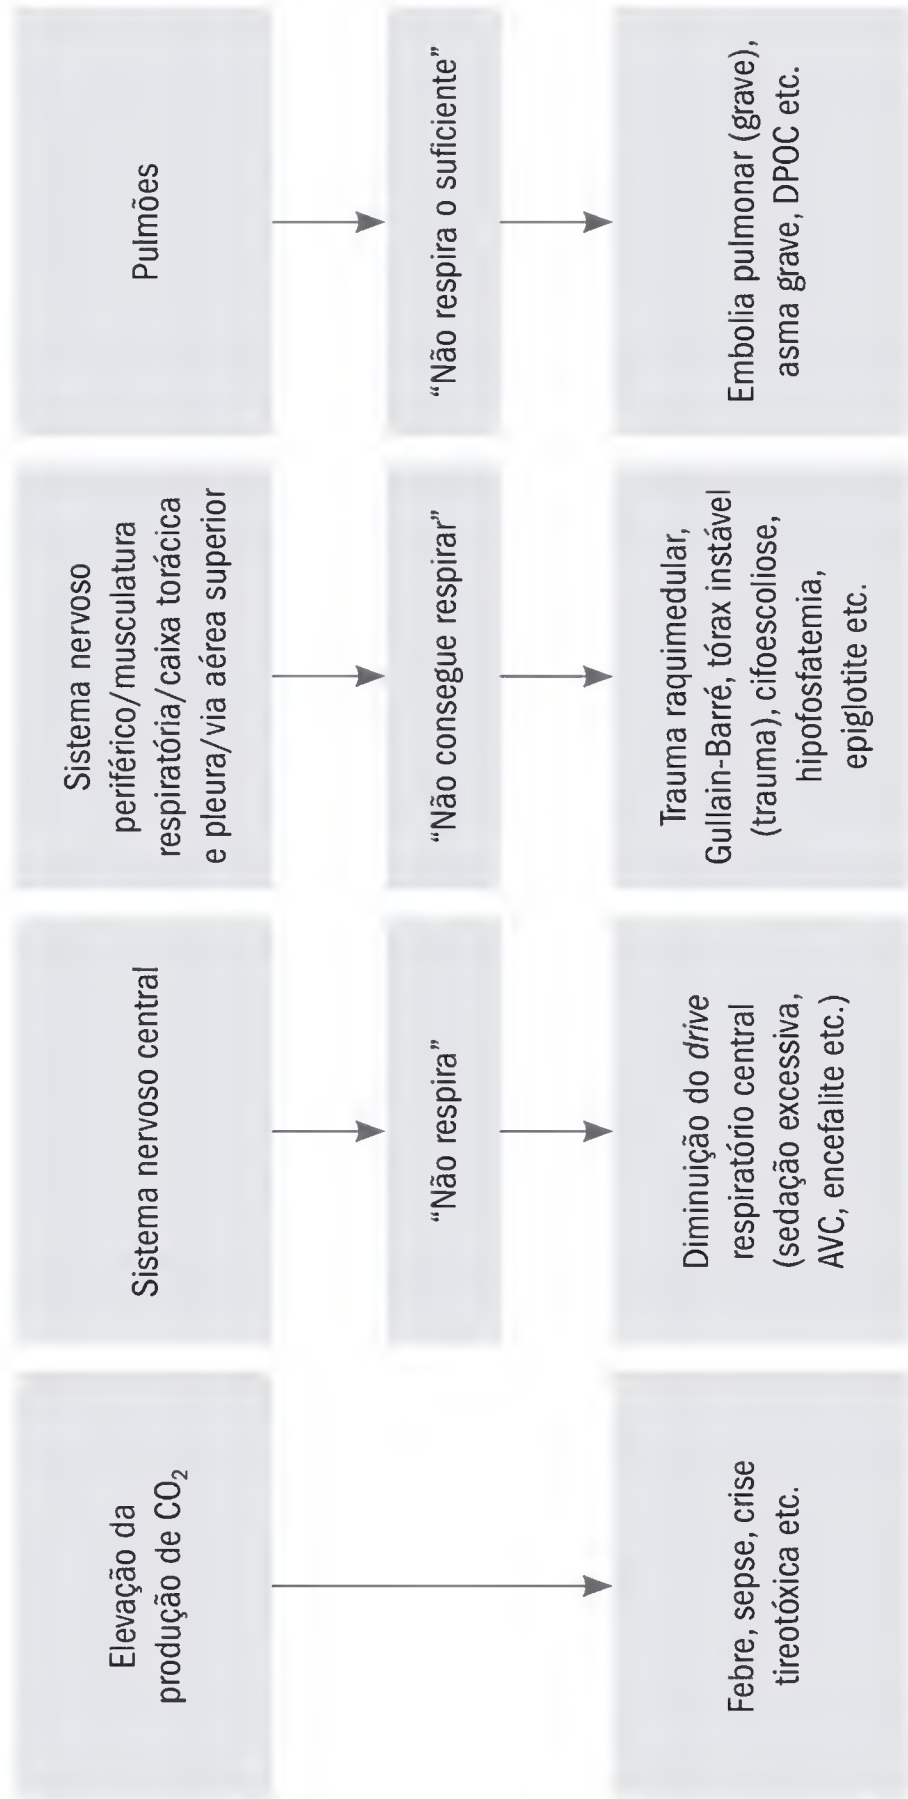 Elevação da
produção de CO₂
Febre, sepse, crise
tireotóxica etc.
Sistema nervoso central
“Não respira”
Diminuição do drive
respiratório central
(sedação excessiva,
AVC, encefalite etc.)
Sistema nervoso
periférico/musculatura
respiratória/caixa torácica
e pleura/via aérea superior
“Não consegue respirar”
Trauma raquimedular,
Gullain-Barré, tórax instável
(trauma), cifoescoliose,
hipofosfatemia,
epiglotite etc.
Pulmões
“Não respira o suficiente”
Embolia pulmonar (grave),
asma grave, DPOC etc.